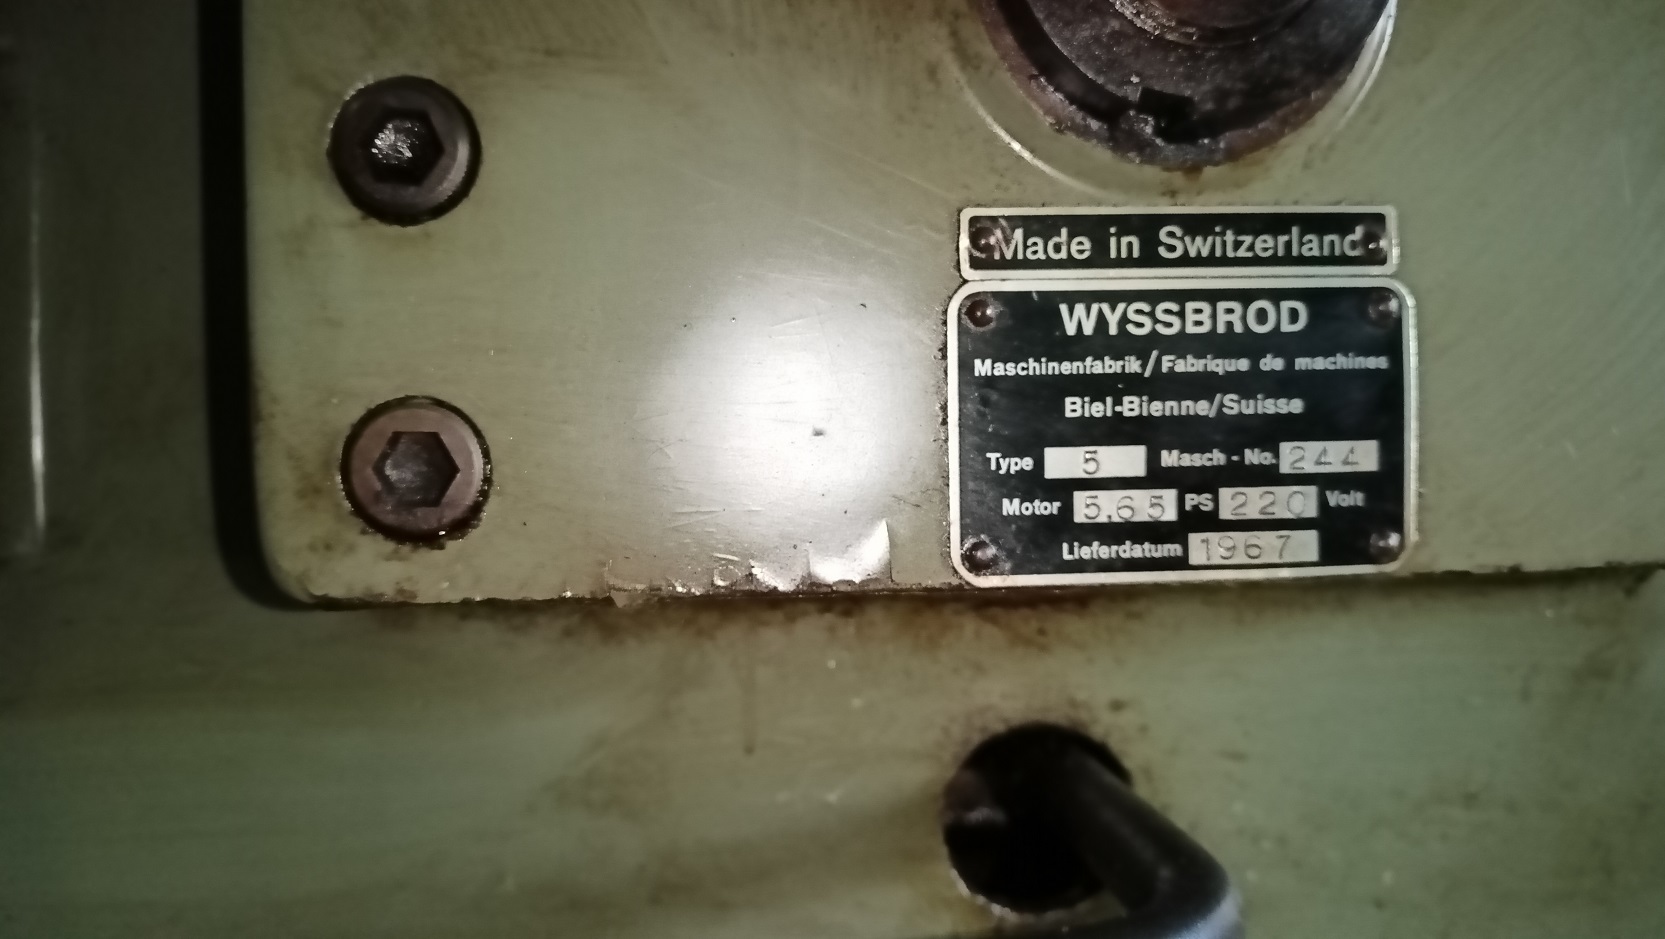 Made in Switzerland
WYSSBROD
Maschinenfabrik/Fabrique de machines
Biel-Bienne/Suisse
Type 5 Masch - No. 244
Motor 5,65 PS 220 Volt
Lieferdatum 1967